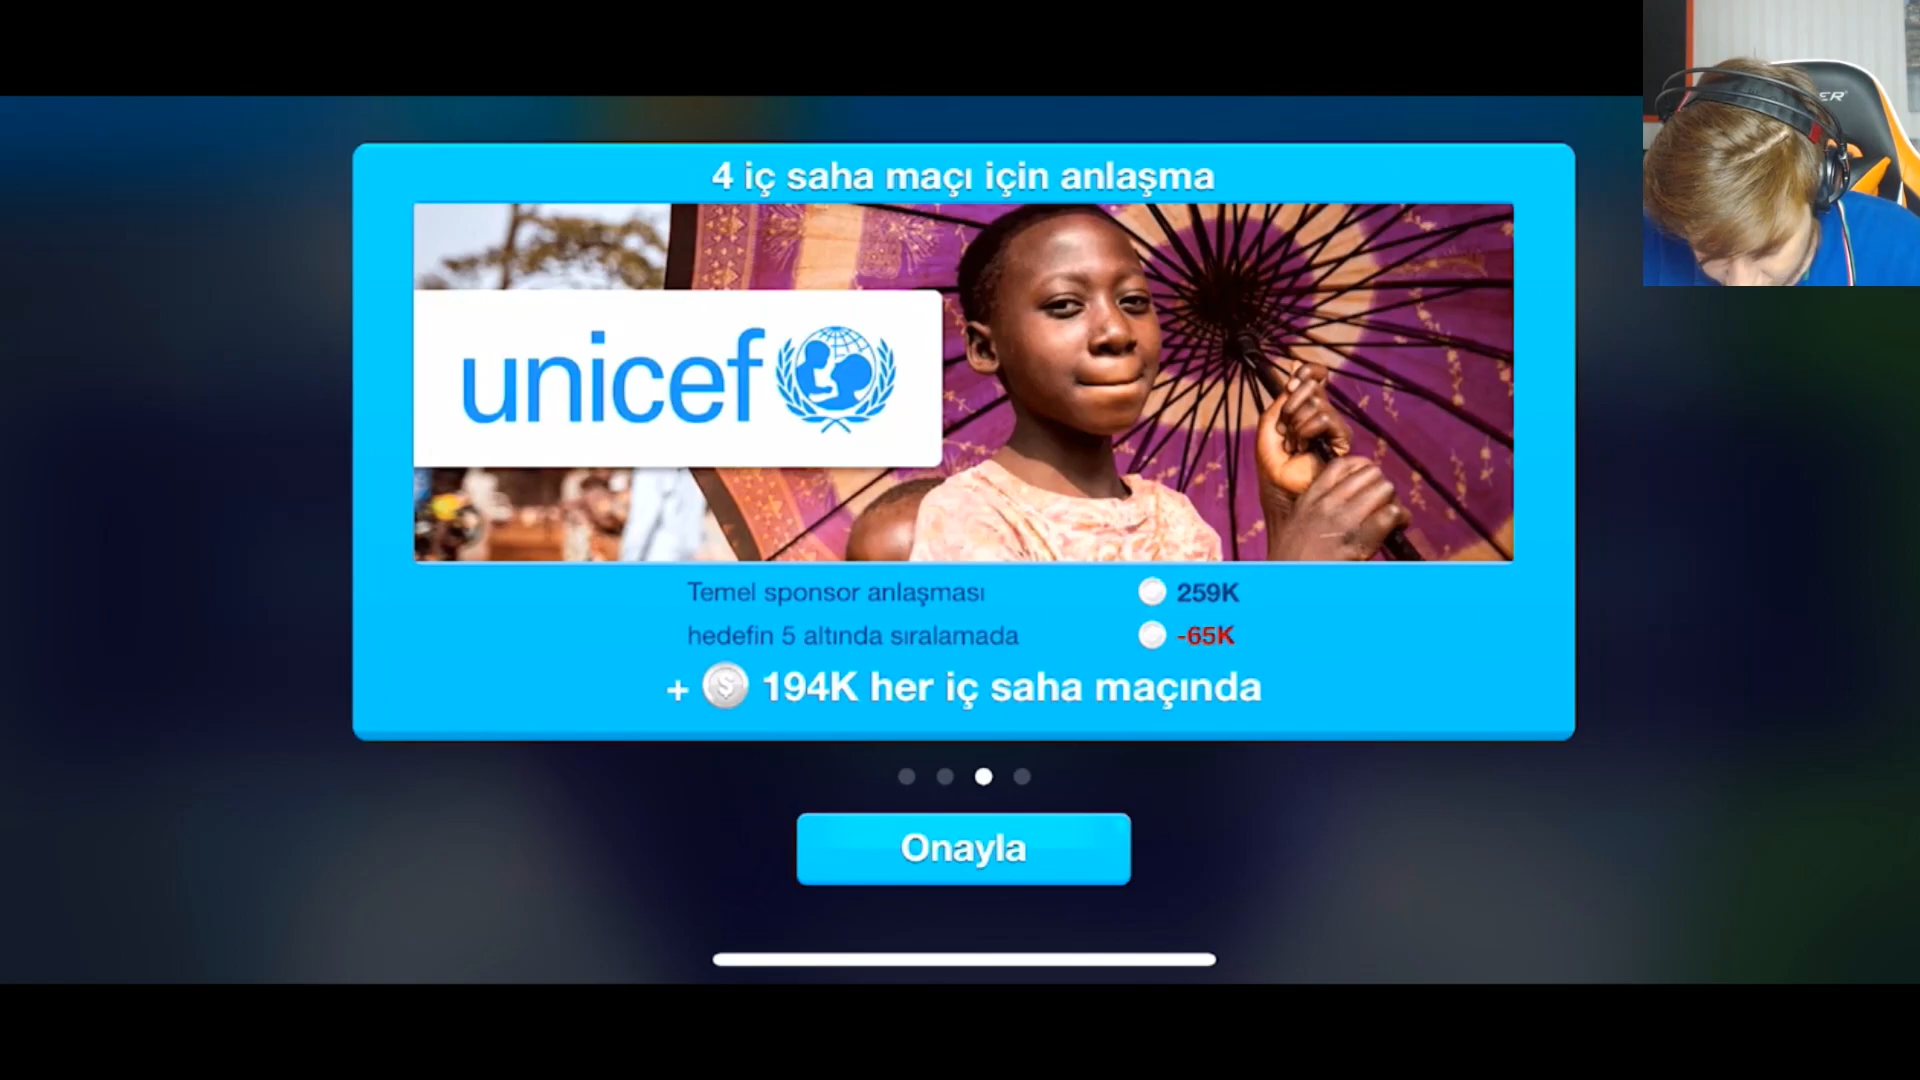 4 iç saha maçı için anlaşma
unicef
Temel sponsor anlaşması 259K
hedefin 5 altında sıralamada -65K
+ $ 194K her iç saha maçında
Onayla